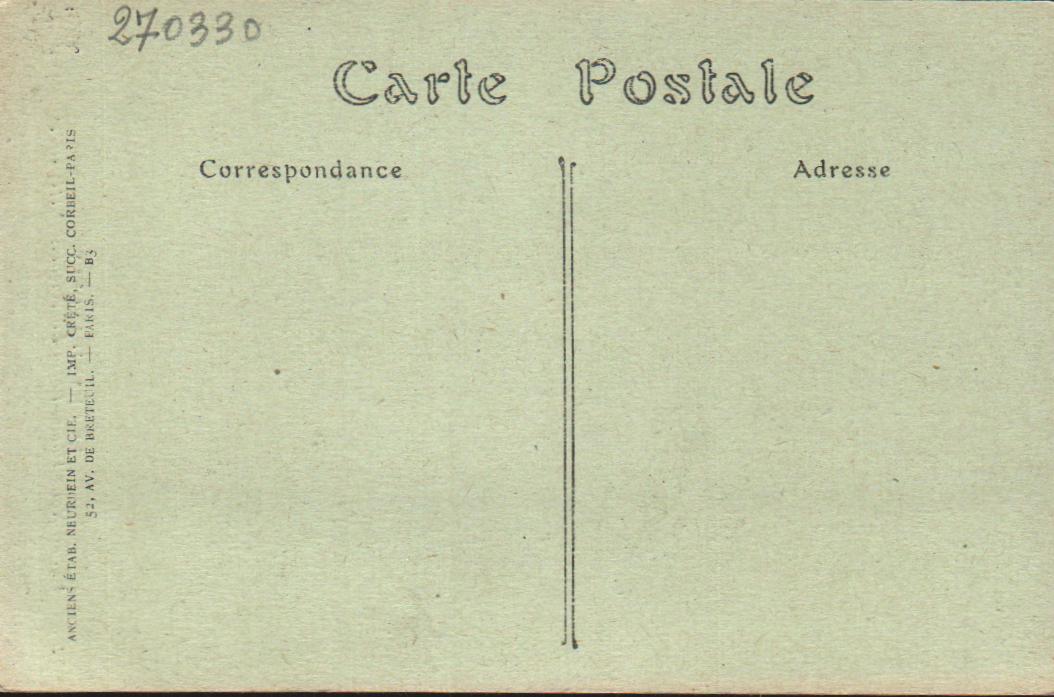 270330
Carte Postale
Correspondance
Adresse
ANCIENS ÉTAB. NEURDEIN ET CIE. — IMP. CRÉTÉ, SUCC. CORBEIL-PARIS
52, AV. DE BRETEUIL. — PARIS. — B3